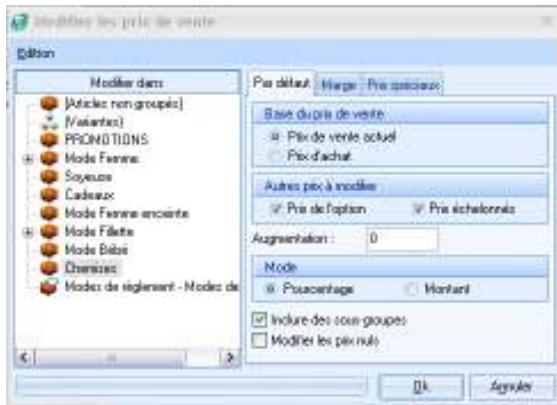 Modifier les prix de vente
Edition
Modifier dans
(Articles non groupés)
(Variantes)
PROMOTIONS
Mode Femme
Soyeuse
Cadeaux
Mode Femme enceinte
Mode Fillette
Mode Bébé
Chemises
Modes de règlement - Modes de
Par défaut
Marge
Prix spéciaux
Base du prix de vente
Prix de vente actuel
Prix d'achat
Autres prix à modifier
Prix de l'option
Prix échelonnés
Augmentation :
0
Mode
Pourcentage
Montant
Inclure des sous-groupes
Modifier les prix nuls
Ok
Annuler